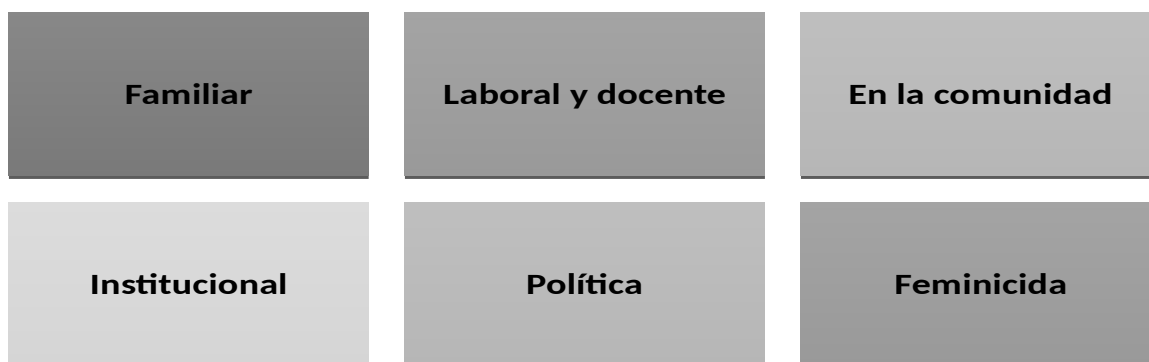 Familiar
Laboral y docente
En la comunidad
Institucional
Política
Feminicida